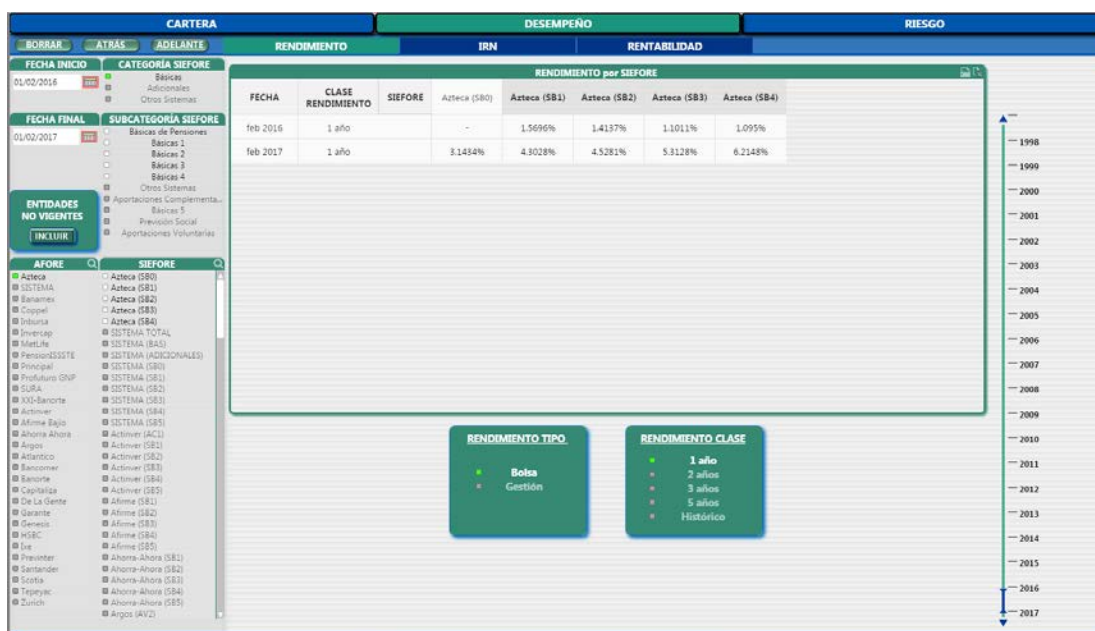 CARTERA DESEMPEÑO RIESGO
BORRAR ATRÁS ADELANTE RENDIMIENTO IRN RENTABILIDAD
FECHA INICIO
01/02/2016
FECHA FINAL
01/02/2017
ENTIDADES
NO VIGENTES
INCLUIR
CATEGORÍA SIEFORE
Básicas
Adicionales
Otros Sistemas
SUBCATEGORÍA SIEFORE
Básicas de Pensiones
Básicas 1
Básicas 2
Básicas 3
Básicas 4
Otros Sistemas
Aportaciones Complementa...
Básicas 5
Previsión Social
Aportaciones Voluntarias
AFORE
Azteca
SISTEMA
Banamex
Coppel
Inbursa
Invercap
MetLife
PensionISSSTE
Principal
Profuturo GNP
SURA
XXI-Banorte
Actinver
Afirme Bajío
Ahorra Ahora
Argos
Atlantico
Bancomer
Banorte
Capitaliza
De La Gente
Garante
Genesis
HSBC
Ixe
Previnter
Santander
Scotia
Tepeyac
Zurich
SIEFORE
Azteca (SB0)
Azteca (SB1)
Azteca (SB2)
Azteca (SB3)
Azteca (SB4)
SISTEMA TOTAL
SISTEMA (BAS)
SISTEMA (ADICIONALES)
SISTEMA (SB0)
SISTEMA (SB1)
SISTEMA (SB2)
SISTEMA (SB3)
SISTEMA (SB4)
SISTEMA (SB5)
Actinver (AC1)
Actinver (SB1)
Actinver (SB2)
Actinver (SB3)
Actinver (SB4)
Actinver (SB5)
Afirme (SB1)
Afirme (SB2)
Afirme (SB3)
Afirme (SB4)
Afirme (SB5)
Ahorra-Ahora (SB1)
Ahorra-Ahora (SB2)
Ahorra-Ahora (SB3)
Ahorra-Ahora (SB4)
Ahorra-Ahora (SB5)
Argos (AV2)
RENDIMIENTO por SIEFORE
FECHA CLASE RENDIMIENTO SIEFORE Azteca (SB0) Azteca (SB1) Azteca (SB2) Azteca (SB3) Azteca (SB4)
feb 2016 1 año - 1.5696% 1.4137% 1.1011% 1.095%
feb 2017 1 año 3.1434% 4.3028% 4.5281% 5.3128% 6.2148%
RENDIMIENTO TIPO
Bolsa
Gestión
RENDIMIENTO CLASE
1 año
2 años
3 años
5 años
Histórico
1998
1999
2000
2001
2002
2003
2004
2005
2006
2007
2008
2009
2010
2011
2012
2013
2014
2015
2016
2017